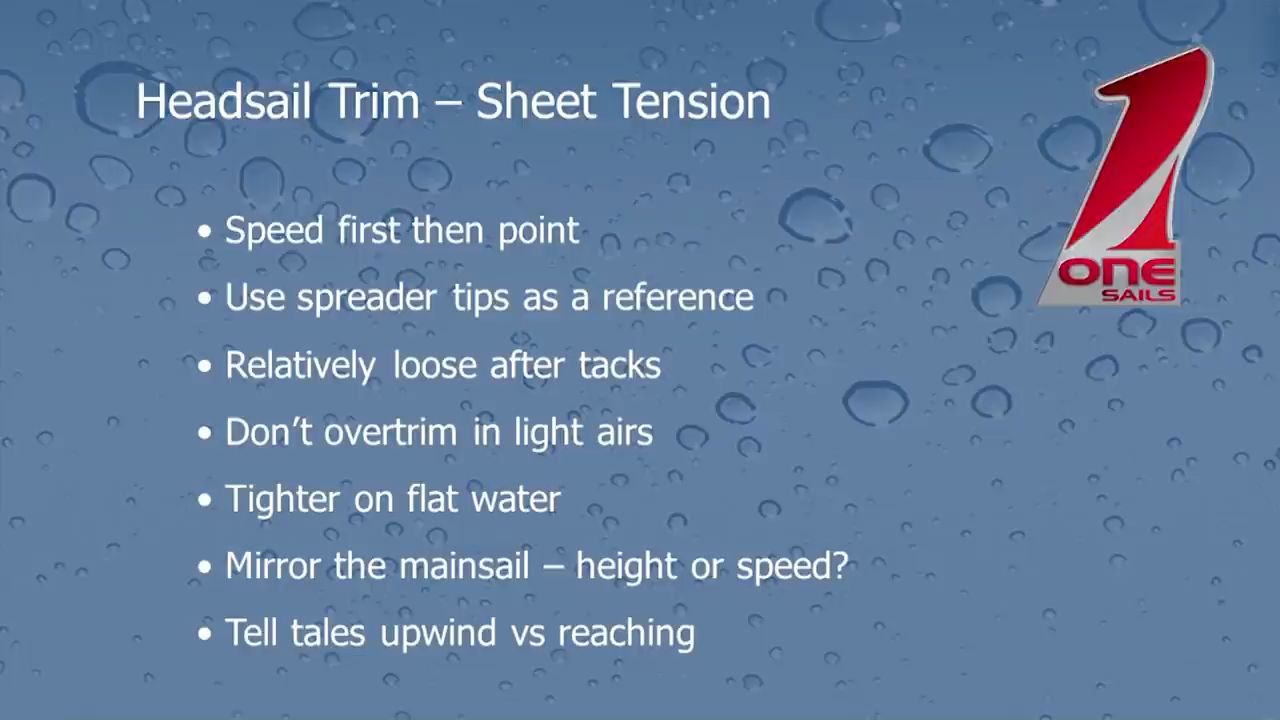 Headsail Trim – Sheet Tension
• Speed first then point
• Use spreader tips as a reference
• Relatively loose after tacks
• Don’t overtrim in light airs
• Tighter on flat water
• Mirror the mainsail – height or speed?
• Tell tales upwind vs reaching
1
ONE
SAILS